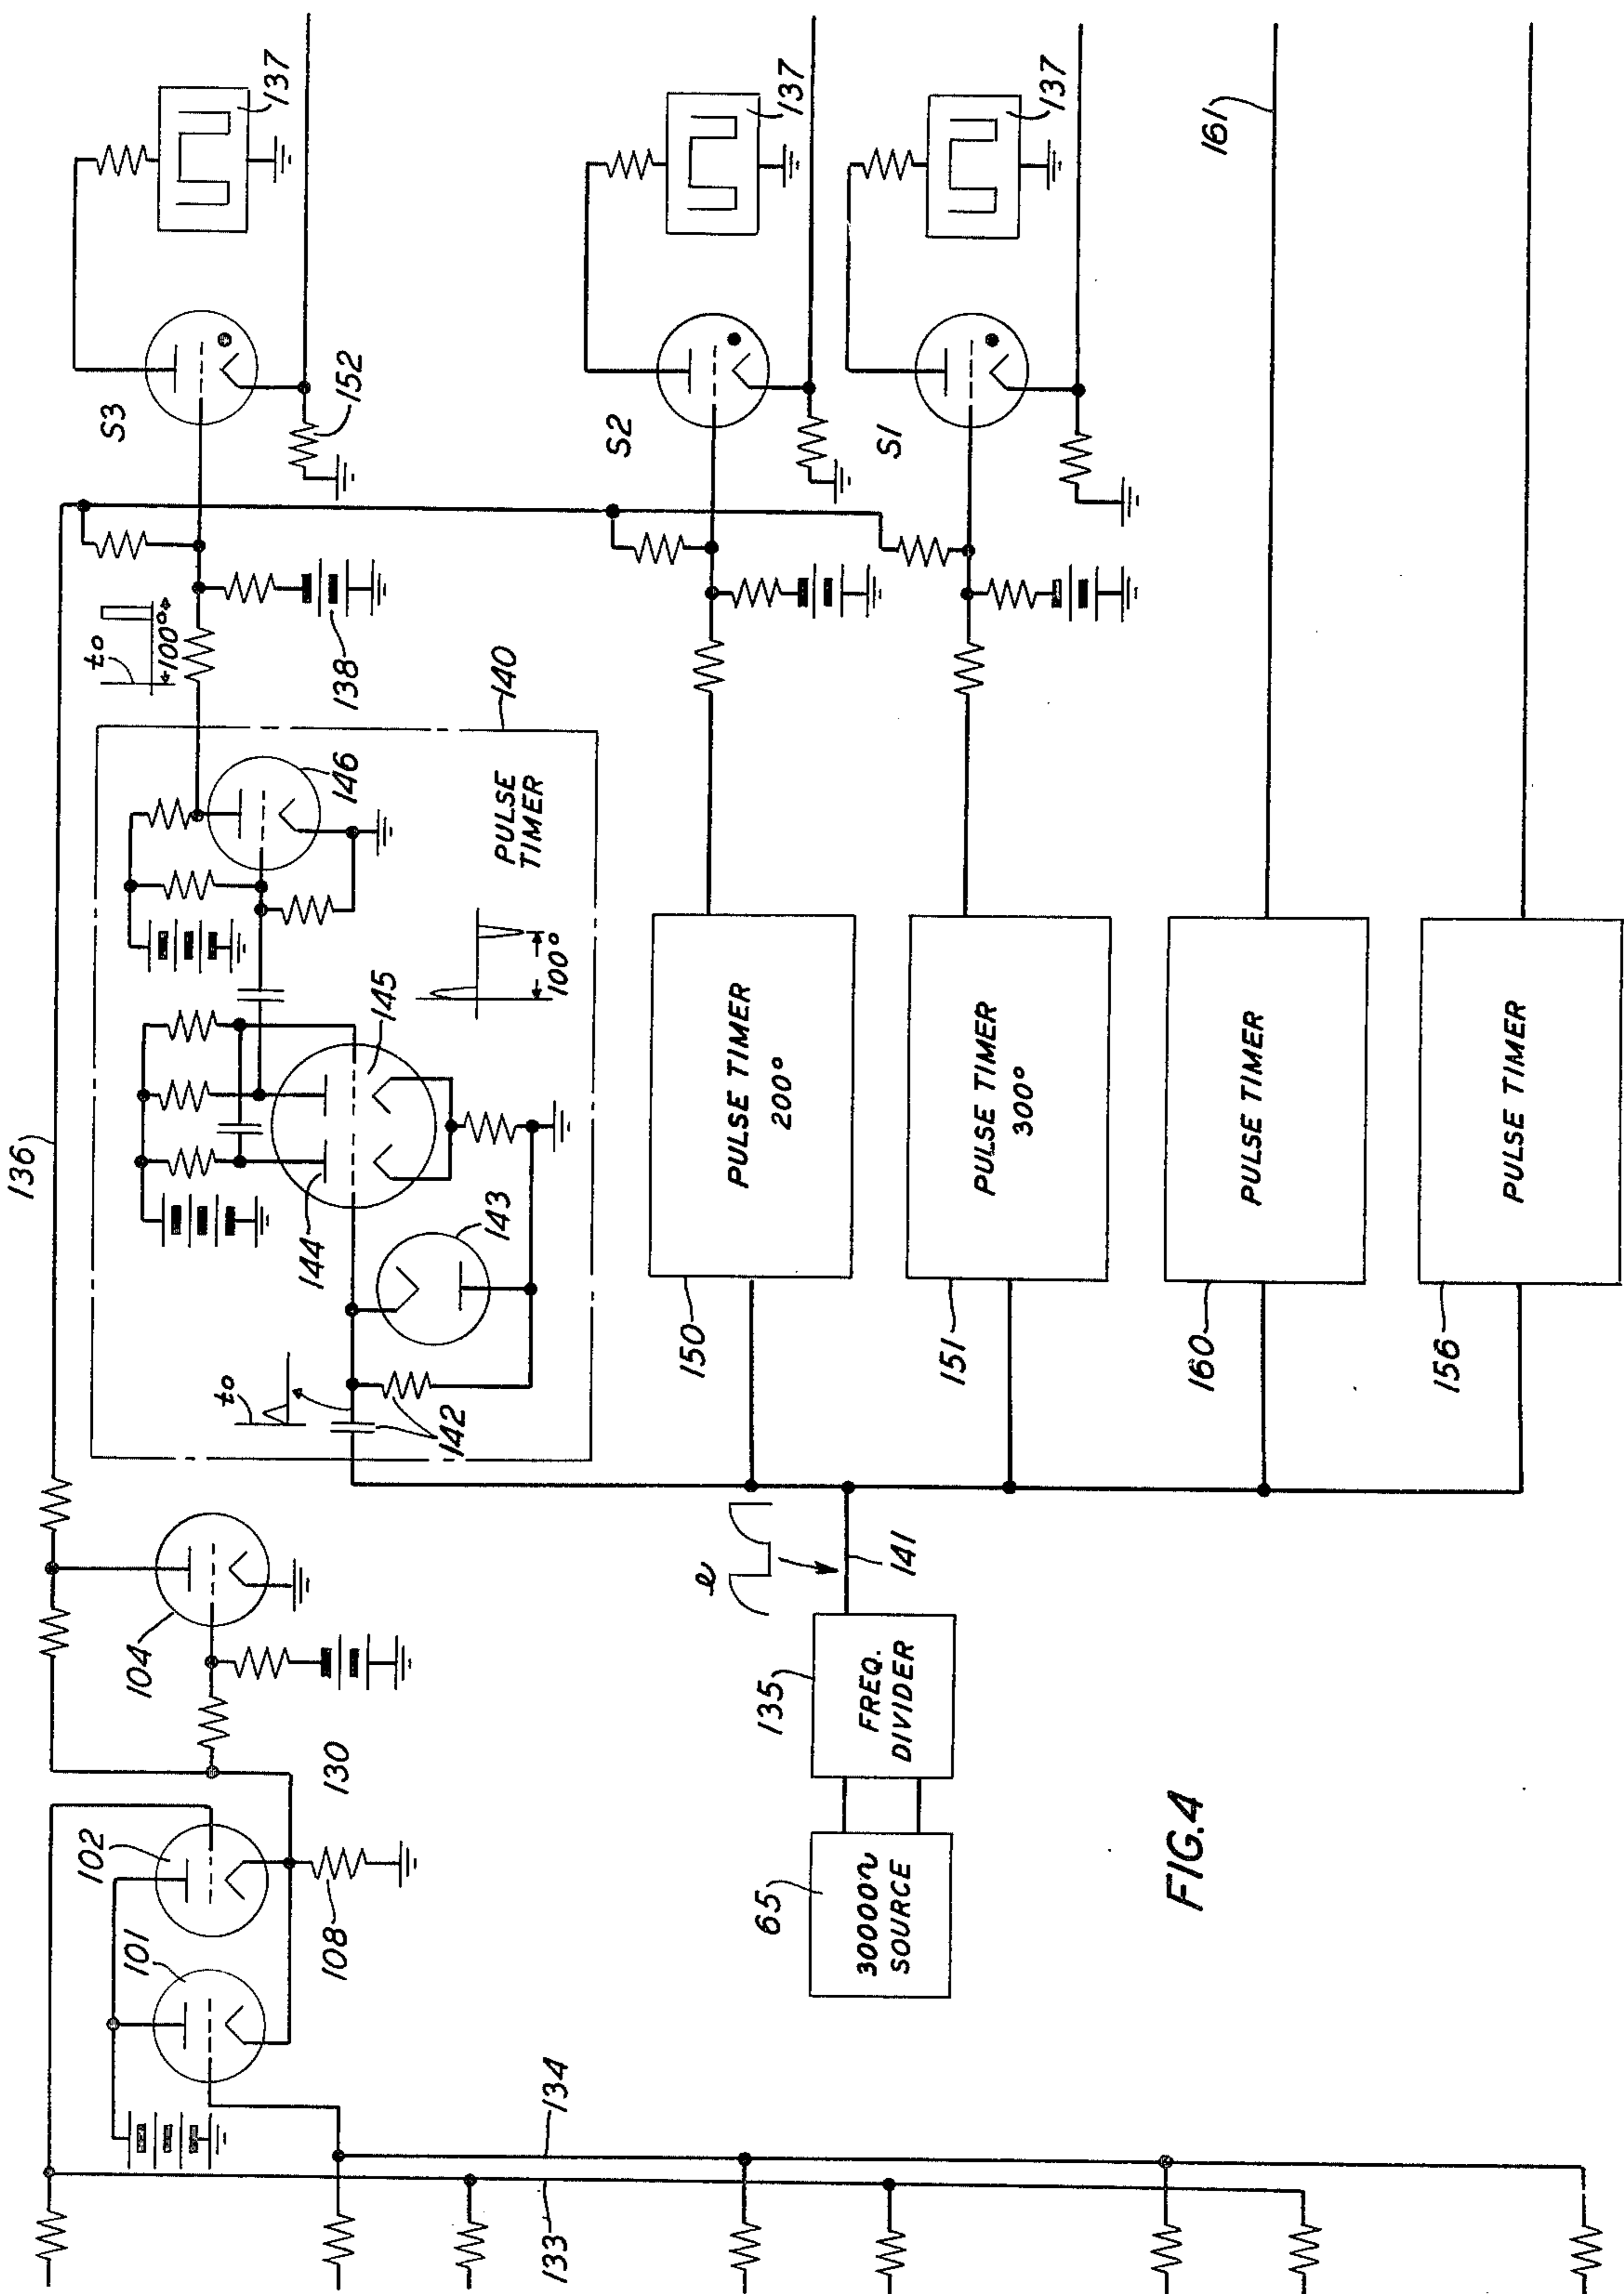 136
137
S3
152
to
100°
138
140
146
PULSE
TIMER
145
100°
144
143
to
142
104
130
102
101
108
137
S2
137
S1
PULSE TIMER
200°
150
PULSE TIMER
300°
151
161
PULSE TIMER
160
PULSE TIMER
156
e
141
135
FREQ.
DIVIDER
65
30000~
SOURCE
134
133
FIG.4